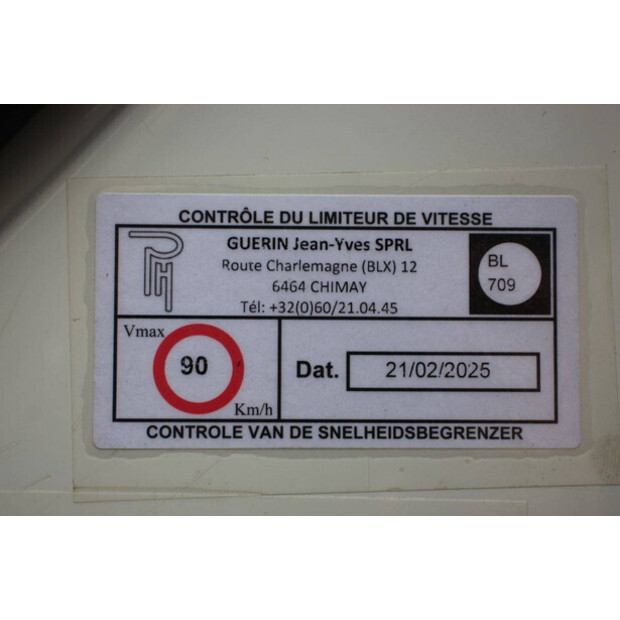 CONTRÔLE DU LIMITEUR DE VITESSE
GUERIN Jean-Yves SPRL
Route Charlemagne (BLX) 12
6464 CHIMAY
Tél: +32(0)60/21.04.45
BL
709
Vmax
90
Km/h
Dat.
21/02/2025
CONTROLE VAN DE SNELHEIDSBEGRENZER